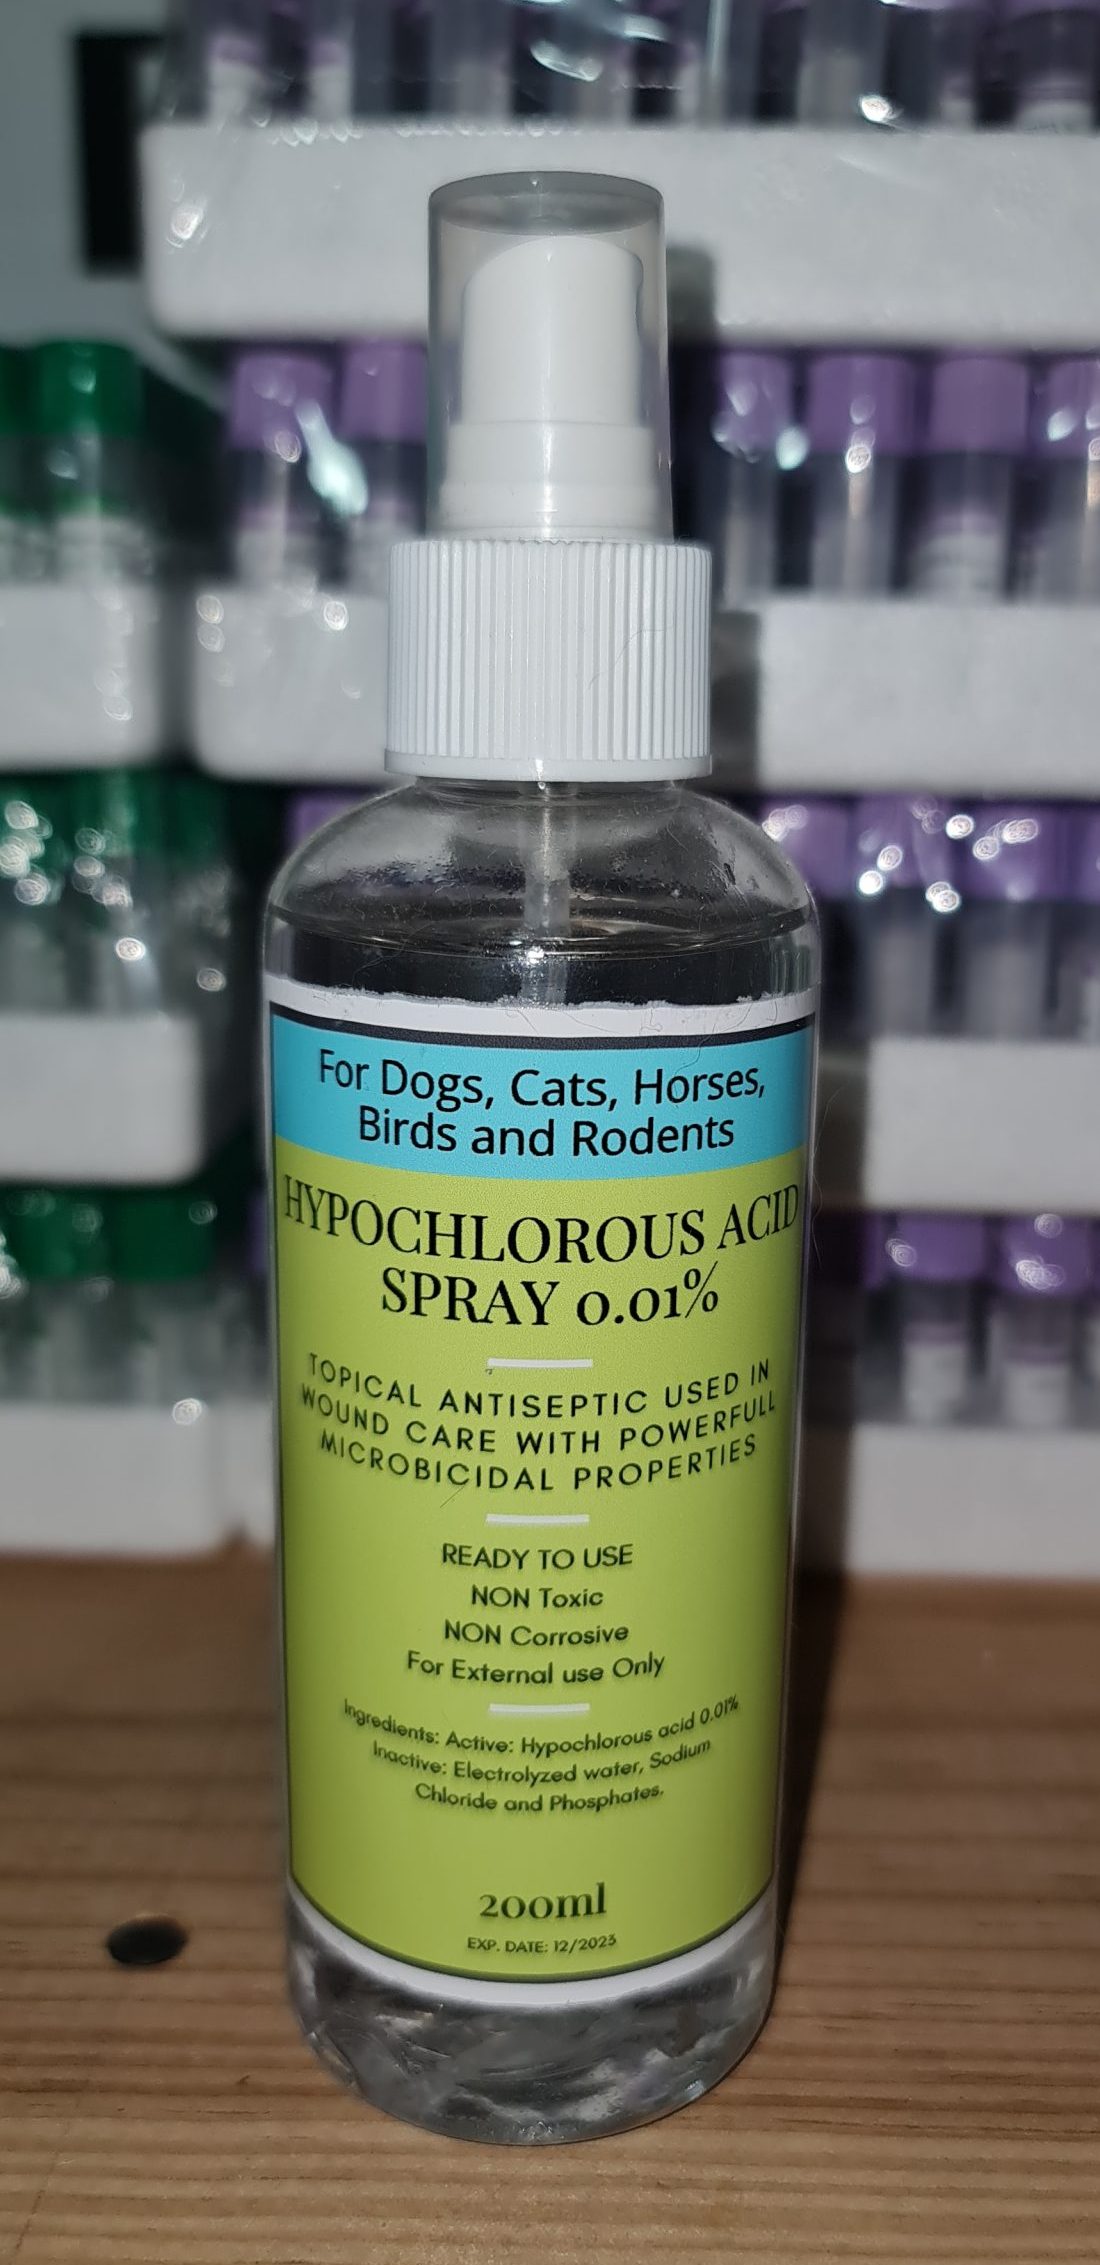 For Dogs, Cats, Horses,
Birds and Rodents
HYPOCHLOROUS ACID
SPRAY 0.01%
TOPICAL ANTISEPTIC USED IN
WOUND CARE WITH POWERFULL
MICROBICIDAL PROPERTIES
READY TO USE
NON Toxic
NON Corrosive
For External use Only
Ingredients: Active: Hypochlorous acid 0.01%
Inactive: Electrolyzed water, Sodium
Chloride and Phosphates.
200ml
EXP. DATE: 12/2023